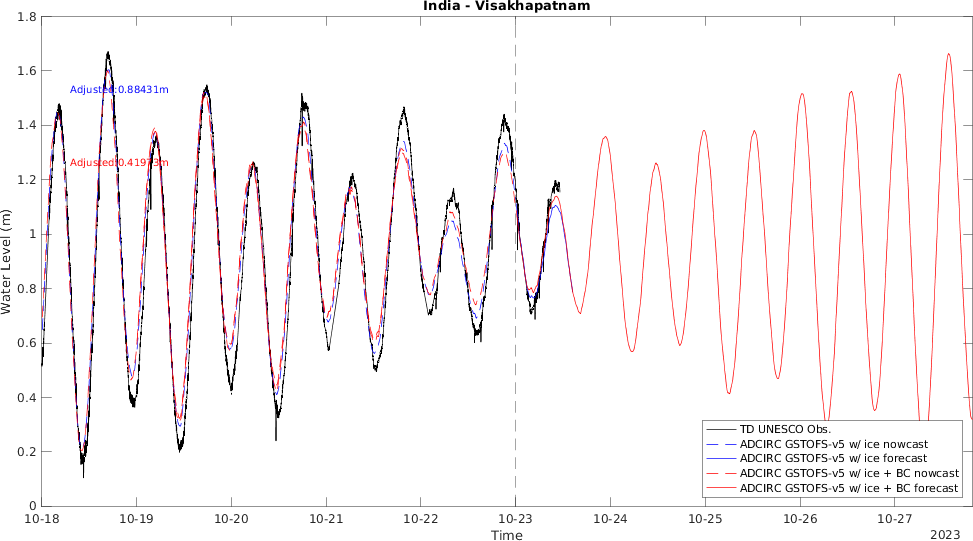 India - Visakhapatnam
1.8
1.6
1.4
1.2
1
0.8
0.6
0.4
0.2
0
Water Level (m)
Adjusted:0.88431m
Adjusted:0.41973m
TD UNESCO Obs.
ADCIRC GSTOFS-v5 w/ ice nowcast
ADCIRC GSTOFS-v5 w/ ice forecast
ADCIRC GSTOFS-v5 w/ ice + BC nowcast
ADCIRC GSTOFS-v5 w/ ice + BC forecast
10-18 10-19 10-20 10-21 10-22 10-23 10-24 10-25 10-26 10-27
Time
2023